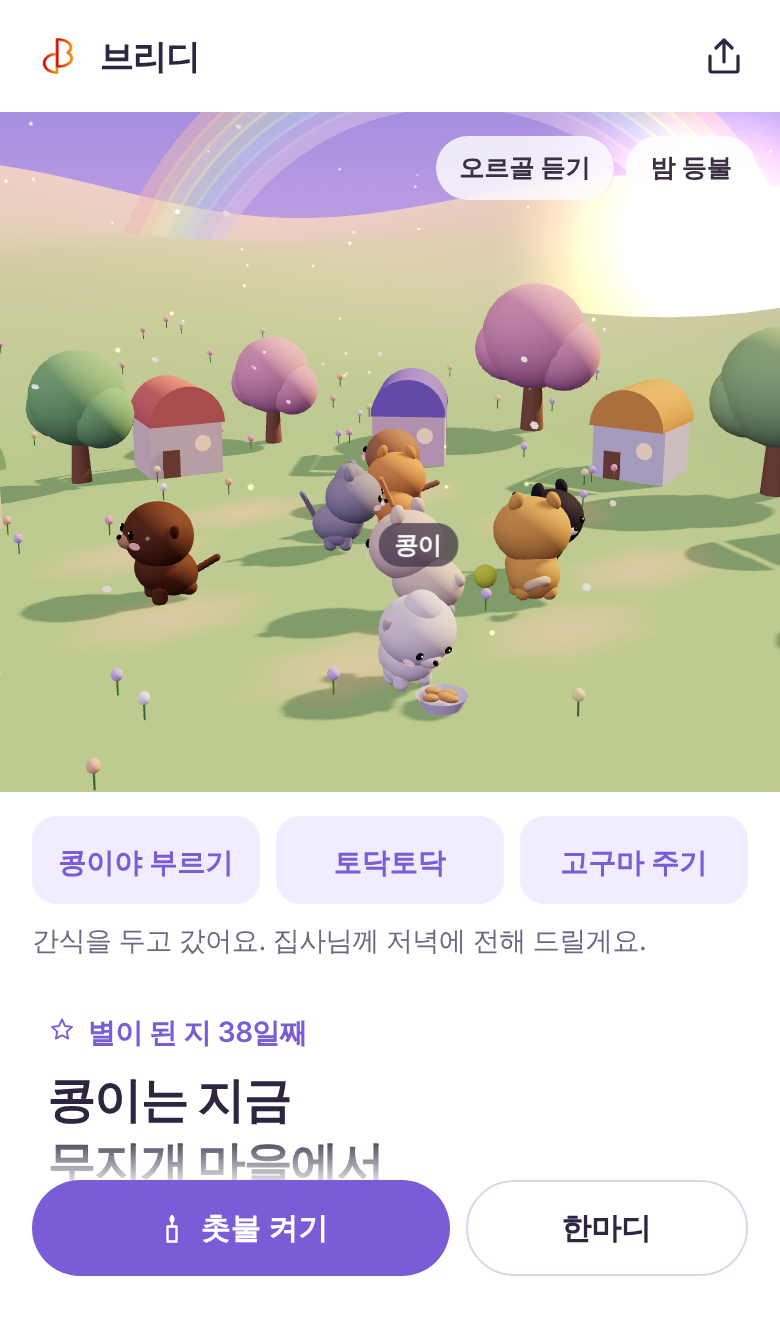 브리디
오르골 듣기
밤 등불
콩이
콩이야 부르기
토닥토닥
고구마 주기
간식을 두고 갔어요. 집사님께 저녁에 전해 드릴게요.
별이 된 지 38일째
콩이는 지금
무지개 마을에서
촛불 켜기
한마디